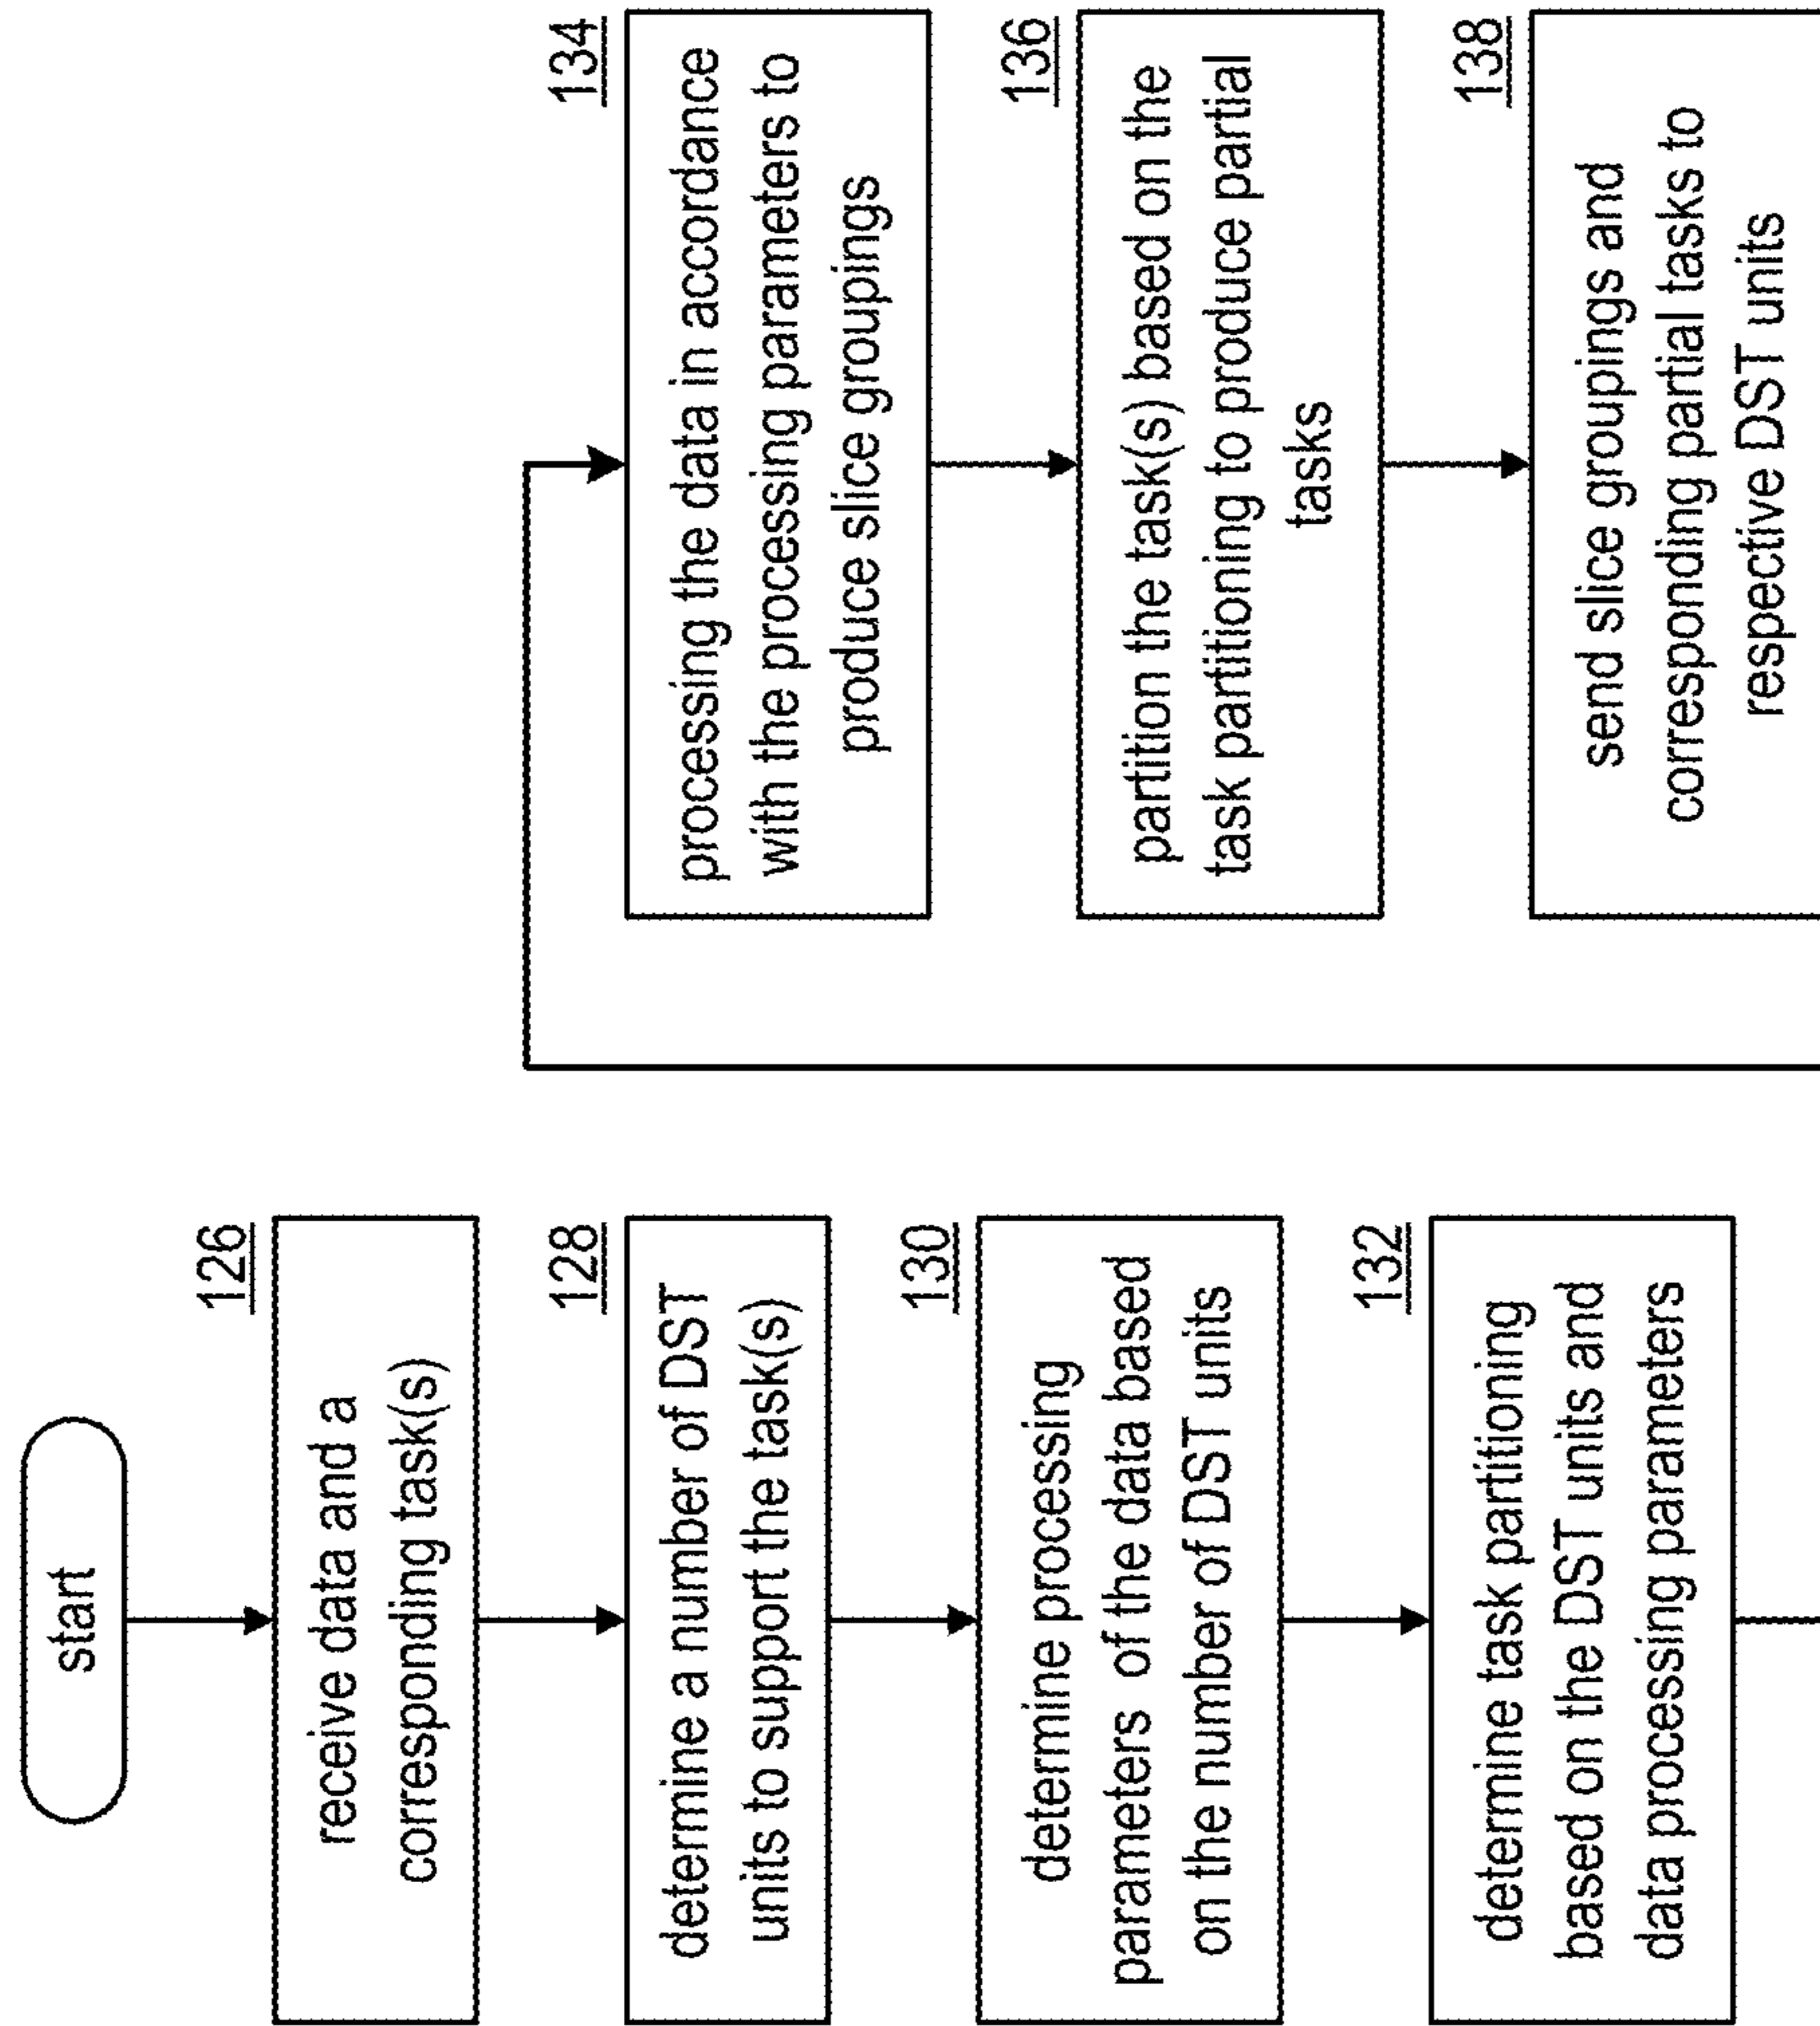 start
126
receive data and a
corresponding task(s)
128
determine a number of DST
units to support the task(s)
130
determine processing
parameters of the data based
on the number of DST units
132
determine task partitioning
based on the DST units and
data processing parameters
134
processing the data in accordance
with the processing parameters to
produce slice groupings
136
partition the task(s) based on the
task partitioning to produce partial
tasks
138
send slice groupings and
corresponding partial tasks to
respective DST units